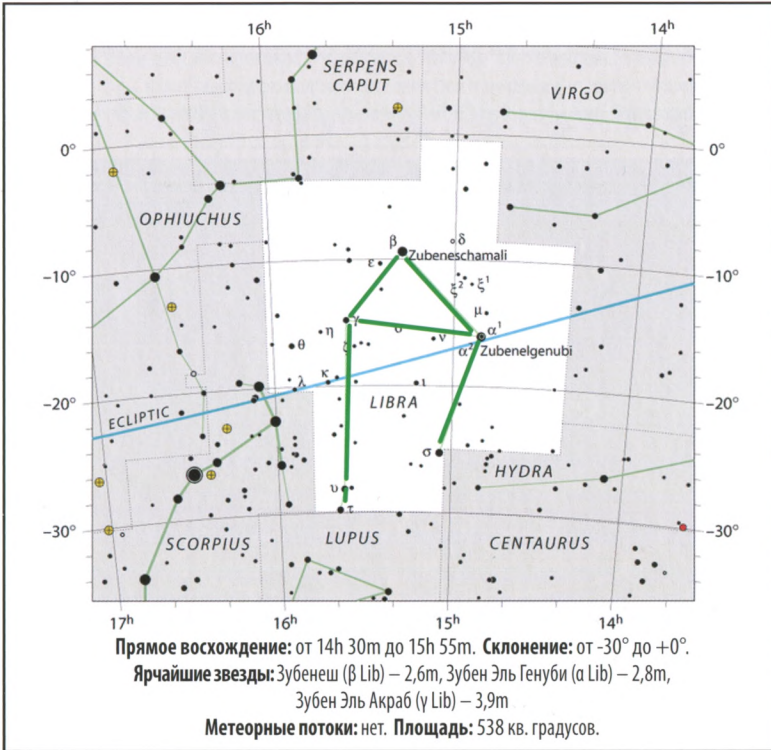 16ʰ 15ʰ 14ʰ
SERPENS
CAPUT
VIRGO
0° 0°
OPHIUCHUS
β δ
Zubeneschamali
ε
−10° −10°
ξ² ξ¹
μ
γ σ α¹
η ν
θ ζ α² Zubenelgenubi
κ
λ ι
LIBRA
−20° ECLIPTIC −20°
σ
HYDRA
υ
τ
−30° −30°
SCORPIUS LUPUS CENTAURUS
17ʰ 16ʰ 15ʰ 14ʰ
Прямое восхождение: от 14h 30m до 15h 55m. Склонение: от -30° до +0°.
Ярчайшие звезды: Зубенеш (β Lib) – 2,6m, Зубен Эль Генуби (α Lib) – 2,8m,
Зубен Эль Акраб (γ Lib) – 3,9m
Метеорные потоки: нет. Площадь: 538 кв. градусов.